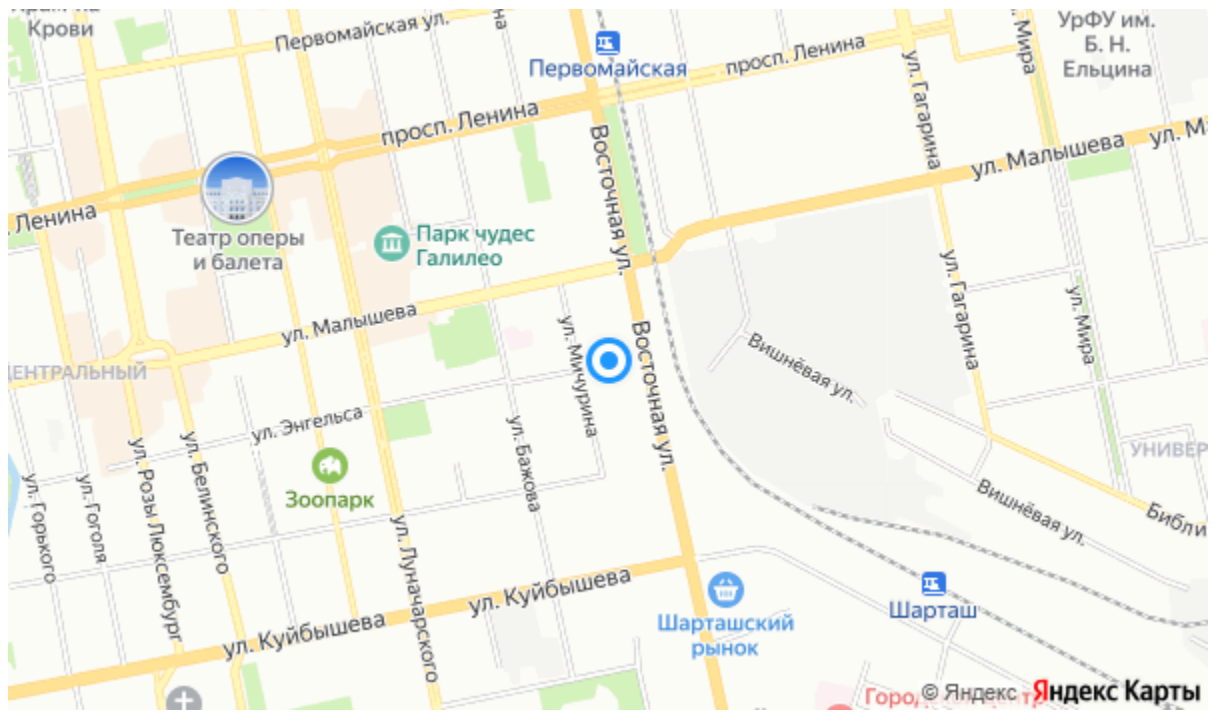 Крови
Первомайская ул.
Первомайская
просп. Ленина
УрФУ им.
Б. Н.
Ельцина
Мира
ул. Гагарина
просп. Ленина
Восточная ул.
ул. Малышева
ул. М
Ленина
Театр оперы
и балета
Парк чудес
Галилео
ул. Малышева
ул. Гагарина
ул. Мира
ул. Мичурина
Восточная ул.
Вишнёвая ул.
ЦЕНТРАЛЬНЫЙ
ул. Энгельса
ул. Бажова
УНИВЕР
Зоопарк
ул. Горького
ул. Гоголя
ул. Розы Люксембург
ул. Белинского
ул. Луначарского
Вишнёвая ул.
Библи
ул. Куйбышева
ул. Куйбышева
Шарташский
рынок
Шарташ
© Яндекс Яндекс Карты